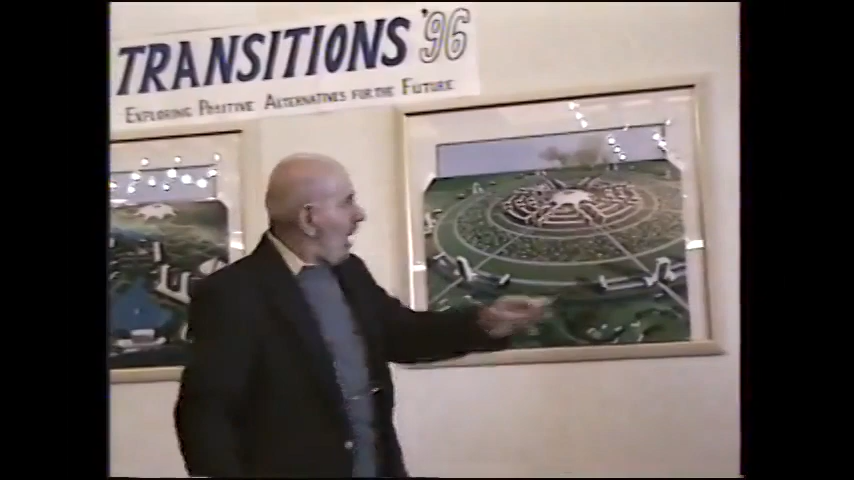 TRANSITIONS '96
EXPLORING POSITIVE ALTERNATIVES FOR THE FUTURE